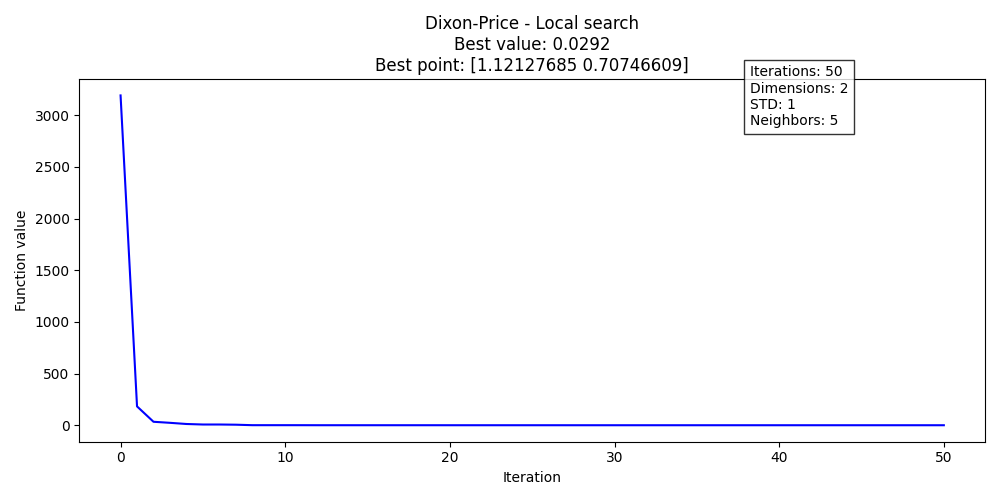 Dixon-Price - Local search
Best value: 0.0292
Best point: [1.12127685 0.70746609]
Iterations: 50
Dimensions: 2
STD: 1
Neighbors: 5
Function value
3000
2500
2000
1500
1000
500
0
0 10 20 30 40 50
Iteration